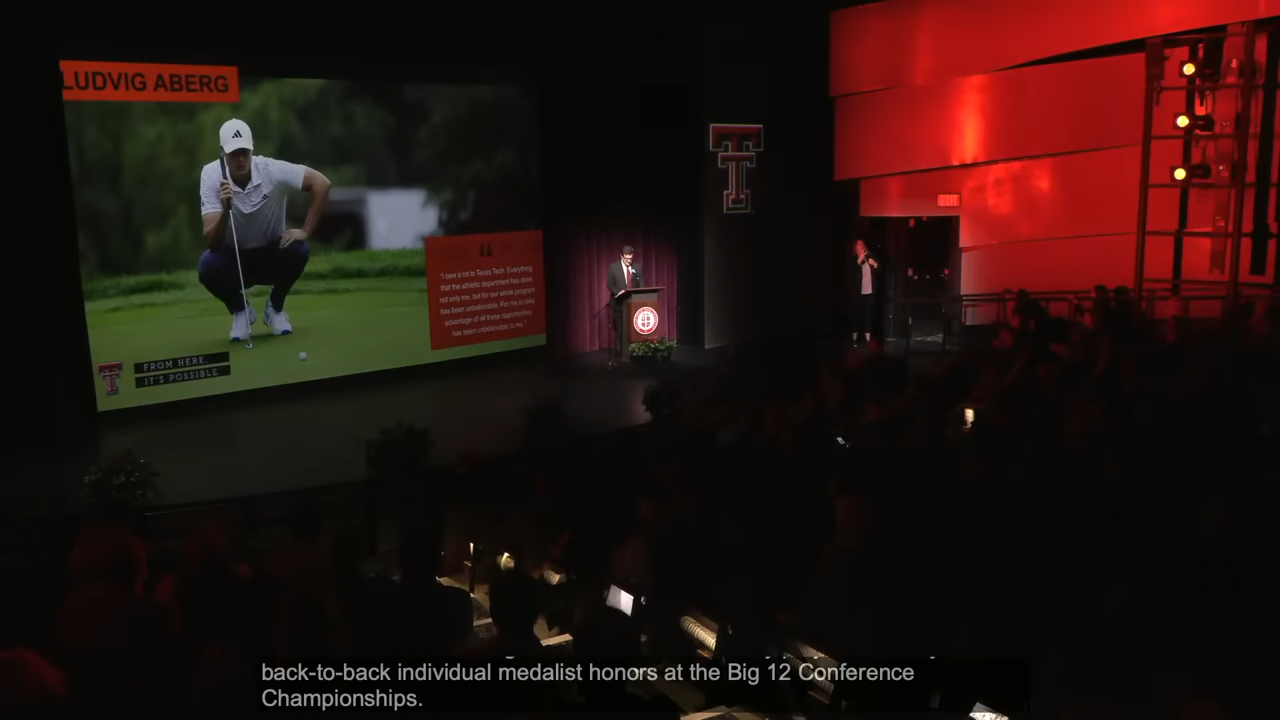 LUDVIG ABERG
EXIT
“
"I owe a lot to Texas Tech. Everything
that the athletic department has done
not only me, but for our whole program
has been unbelievable. For me to take
advantage of all these opportunities
has been unbelievable to me."
FROM HERE,
IT'S POSSIBLE
back-to-back individual medalist honors at the Big 12 Conference
Championships.